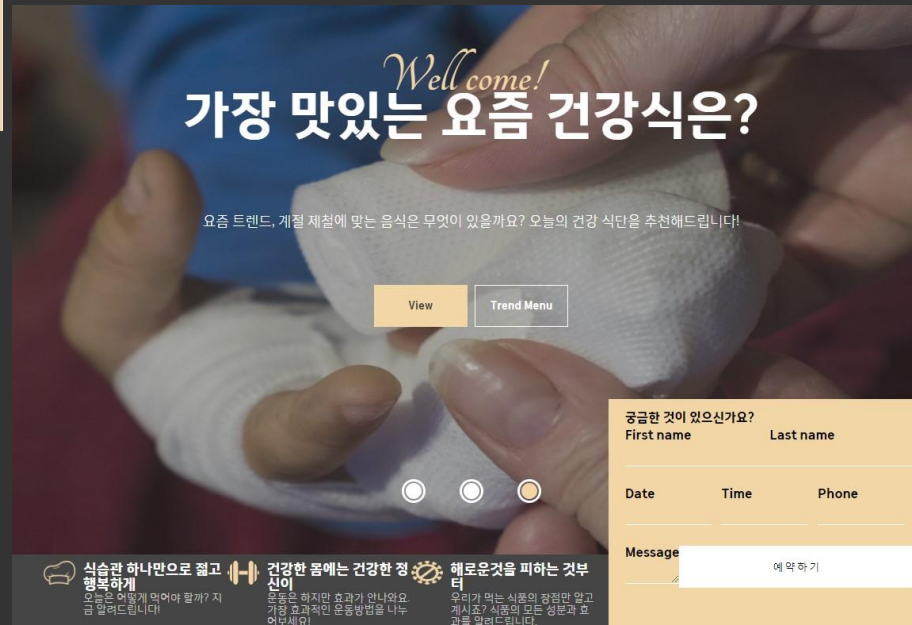 Well come!
가장 맛있는 요즘 건강식은?
요즘 트렌드, 계절 제철에 맞는 음식은 무엇이 있을까요? 오늘의 건강 식단을 추천해드립니다!
View
Trend Menu
궁금한 것이 있으신가요?
First name
Last name
Date
Time
Phone
Message
예약하기
식습관 하나만으로 젊고
행복하게
오늘은 어떻게 먹어야 할까? 지
금 알려드립니다!
건강한 몸에는 건강한 정
신이
운동은 하지만 효과가 안나와요.
가장 효과적인 운동방법을 나누
어보세요!
해로운것을 피하는 것부
터
우리가 먹는 식품의 장점만 알고
계시죠? 식품의 모든 성분과 효
과를 알려드립니다.